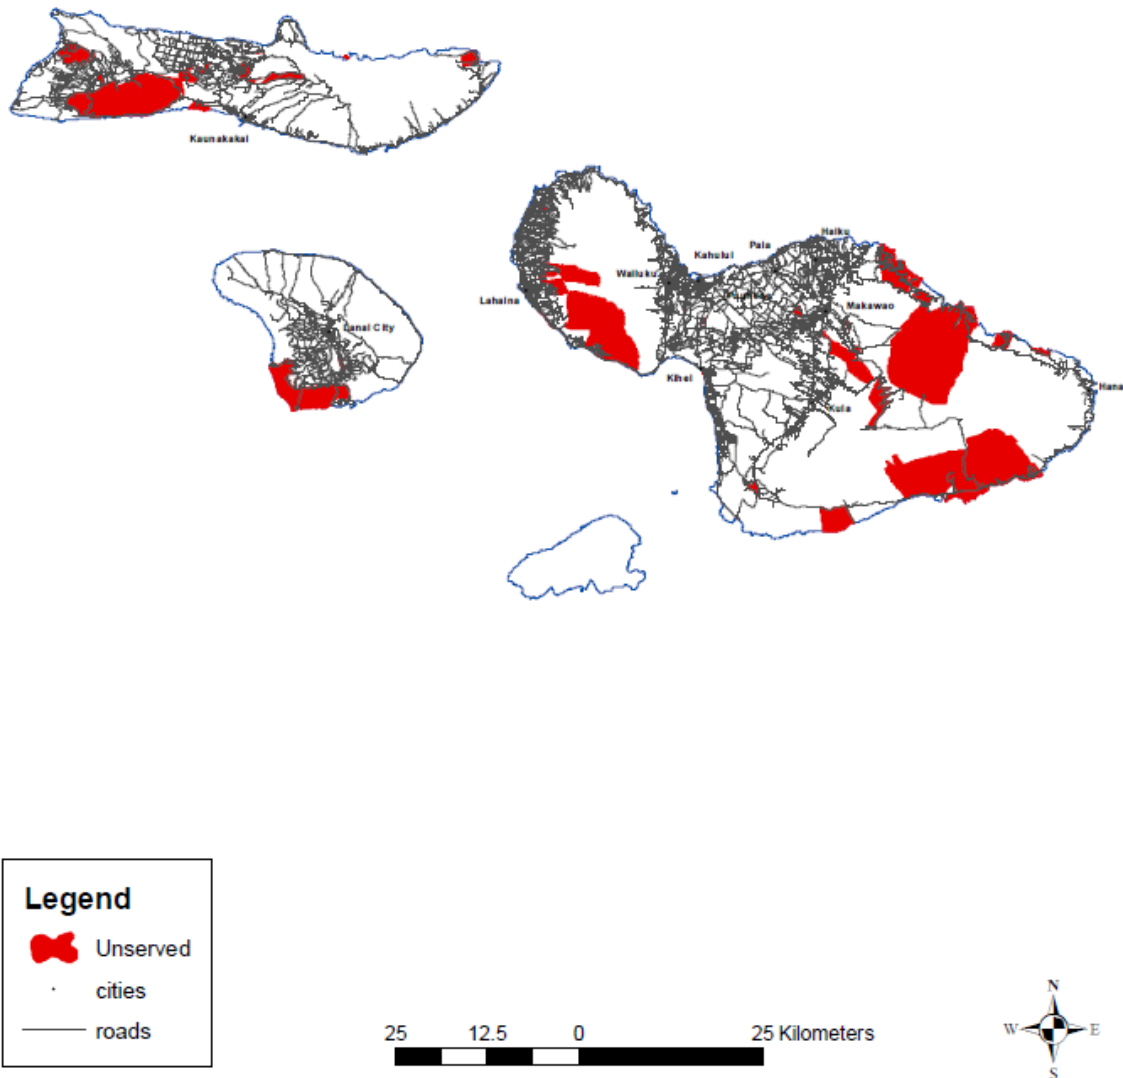 Kaunakakai
Haiku
Paia
Kahului
Wailuku
Makawao
Lahaina
Lanai City
Kihei
Hana
Kula
Legend
Unserved
cities
roads
25 12.5 0 25 Kilometers
N
W E
S